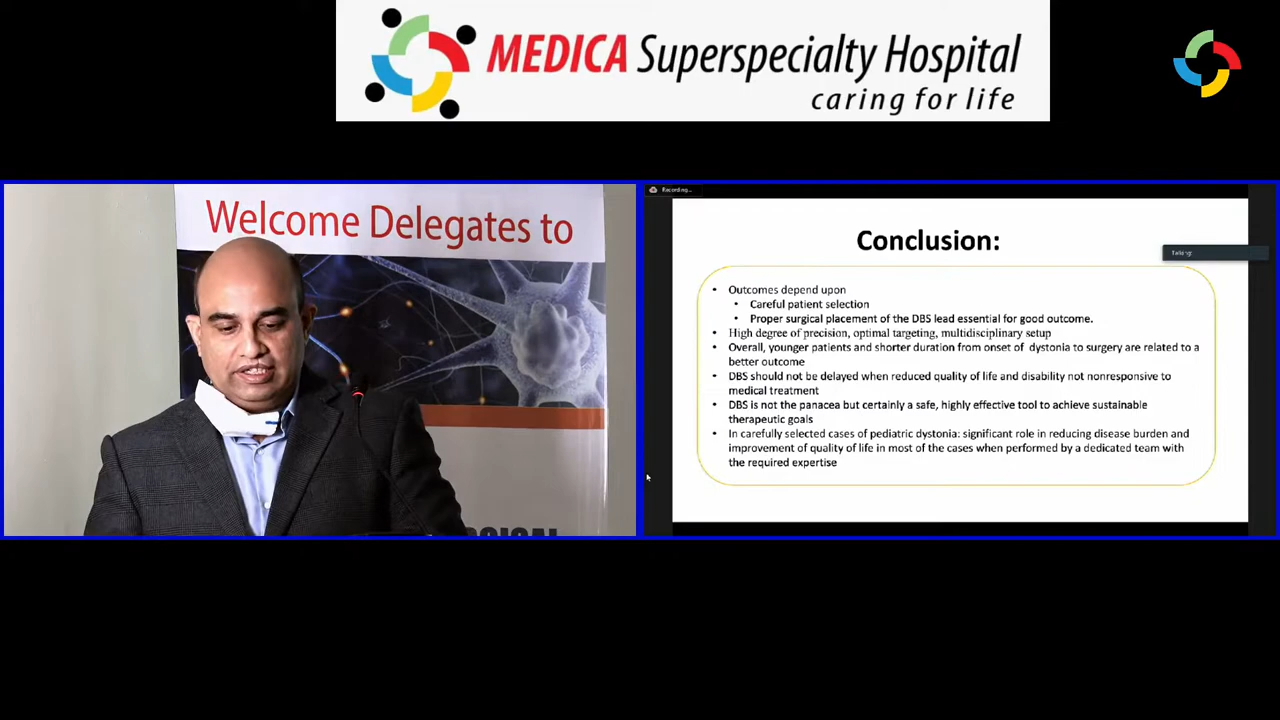 MEDICA Superspecialty Hospital
caring for life
Welcome Delegates to
Recording...
Conclusion:
Talking:
• Outcomes depend upon
• Careful patient selection
• Proper surgical placement of the DBS lead essential for good outcome.
• High degree of precision, optimal targeting, multidisciplinary setup
• Overall, younger patients and shorter duration from onset of dystonia to surgery are related to a
better outcome
• DBS should not be delayed when reduced quality of life and disability not nonresponsive to
medical treatment
• DBS is not the panacea but certainly a safe, highly effective tool to achieve sustainable
therapeutic goals
• In carefully selected cases of pediatric dystonia: significant role in reducing disease burden and
improvement of quality of life in most of the cases when performed by a dedicated team with
the required expertise